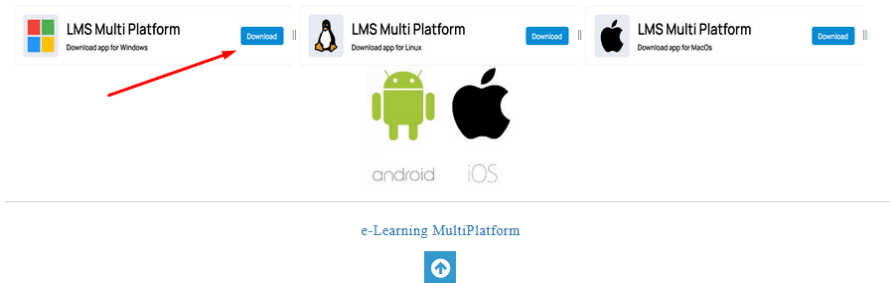 LMS Multi Platform
Download app for Windows
Download
||
LMS Multi Platform
Download app for Linux
Download
||
LMS Multi Platform
Download app for MacOs
Download
||
android iOS
e-Learning MultiPlatform